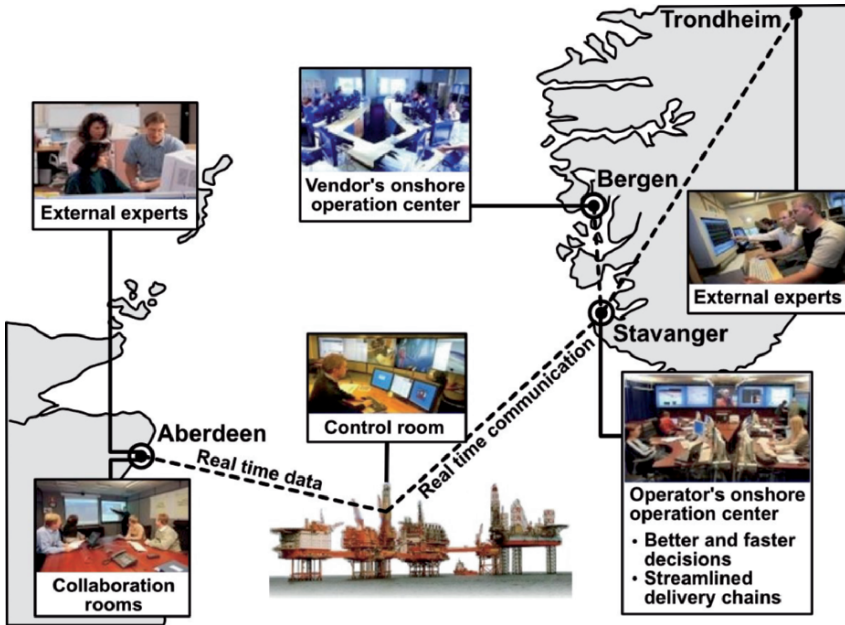 Trondheim
External experts
Vendor's onshore
operation center
Bergen
External experts
Stavanger
Control room
Aberdeen
Real time data
Real time communication
Collaboration
rooms
Operator's onshore
operation center
• Better and faster
decisions
• Streamlined
delivery chains